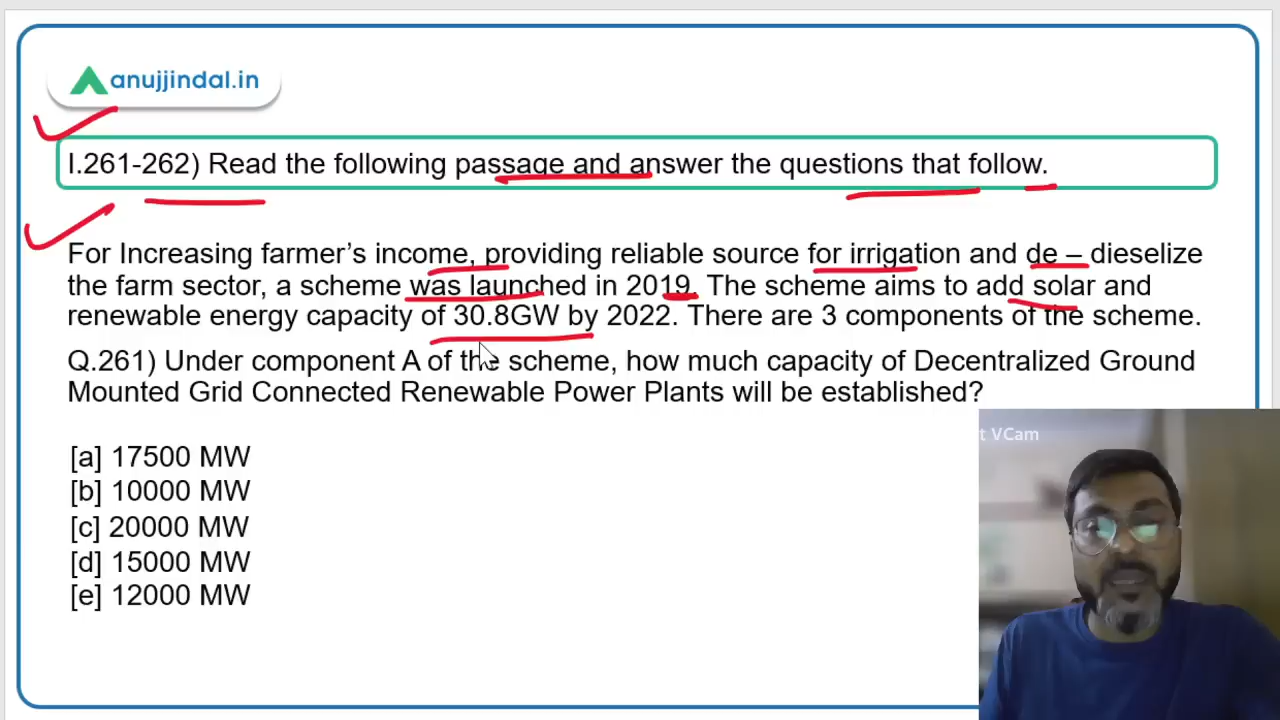 anujjindal.in
I.261-262) Read the following passage and answer the questions that follow.
For Increasing farmer's income, providing reliable source for irrigation and de – dieselize
the farm sector, a scheme was launched in 2019. The scheme aims to add solar and
renewable energy capacity of 30.8GW by 2022. There are 3 components of the scheme.
Q.261) Under component A of the scheme, how much capacity of Decentralized Ground
Mounted Grid Connected Renewable Power Plants will be established?
[a] 17500 MW
[b] 10000 MW
[c] 20000 MW
[d] 15000 MW
[e] 12000 MW
t VCam